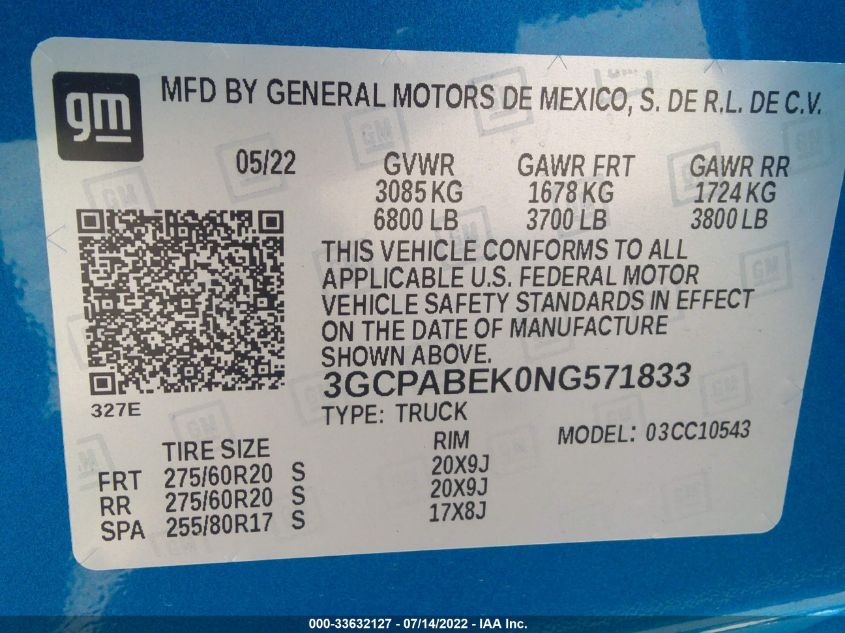 gm MFD BY GENERAL MOTORS DE MEXICO, S. DE R.L. DE C.V.
05/22 GVWR GAWR FRT GAWR RR
3085 KG 1678 KG 1724 KG
6800 LB 3700 LB 3800 LB
THIS VEHICLE CONFORMS TO ALL
APPLICABLE U.S. FEDERAL MOTOR
VEHICLE SAFETY STANDARDS IN EFFECT
ON THE DATE OF MANUFACTURE
SHOWN ABOVE.
3GCPABEK0NG571833
327E
TYPE: TRUCK
MODEL: 03CC10543
TIRE SIZE RIM
FRT 275/60R20 S 20X9J
RR 275/60R20 S 20X9J
SPA 255/80R17 S 17X8J
000-33632127 - 07/14/2022 - IAA Inc.